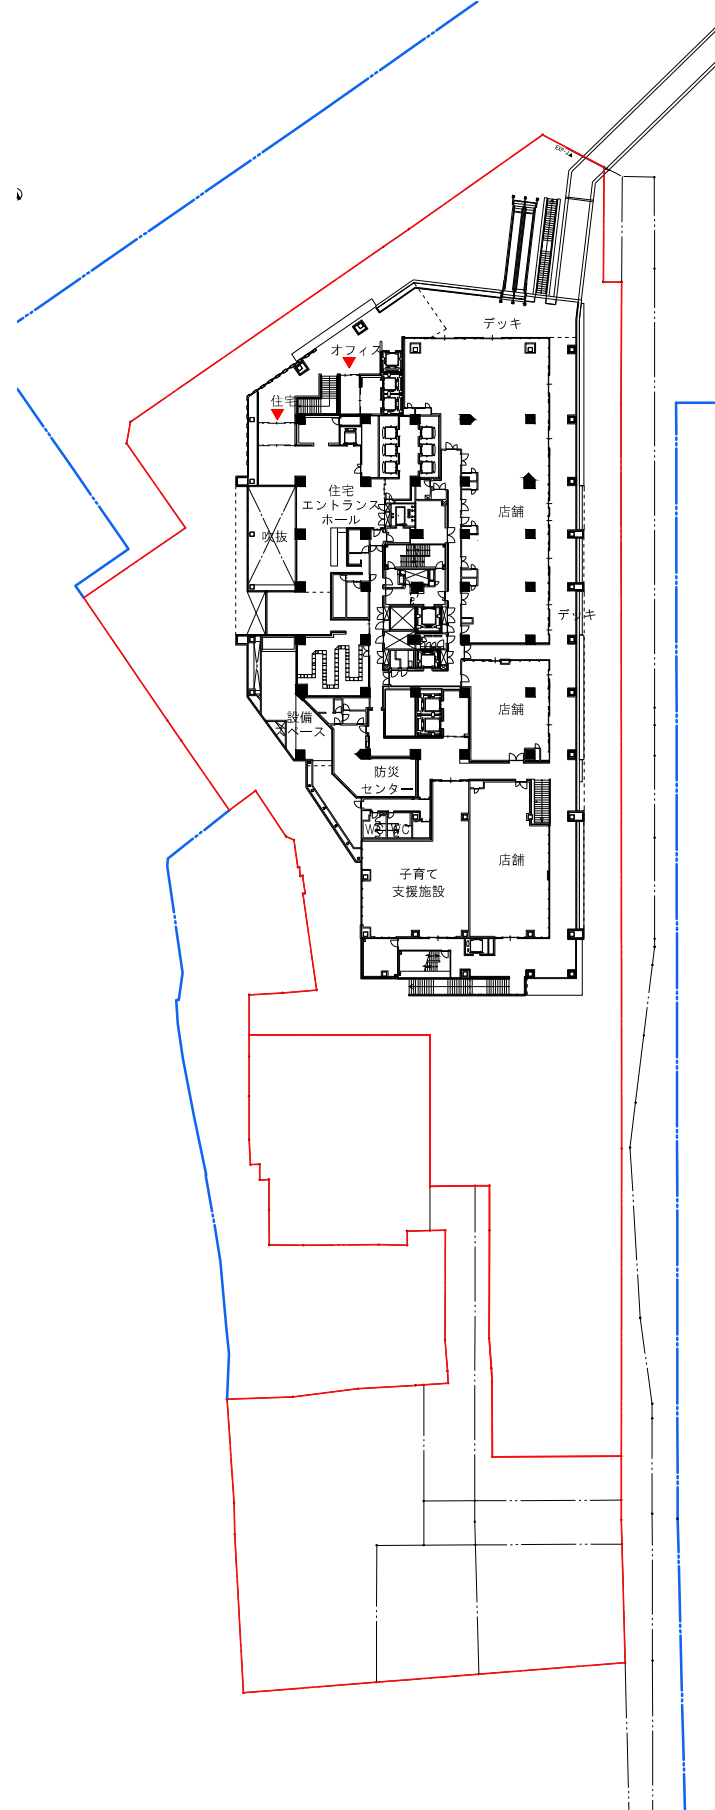 EXP.J
デッキ
オフィス
住宅
住宅
エントランス
ホール
店舗
吹抜
デッキ
店舗
設備
スペース
防災
センター
WC
WC
店舗
子育て
支援施設